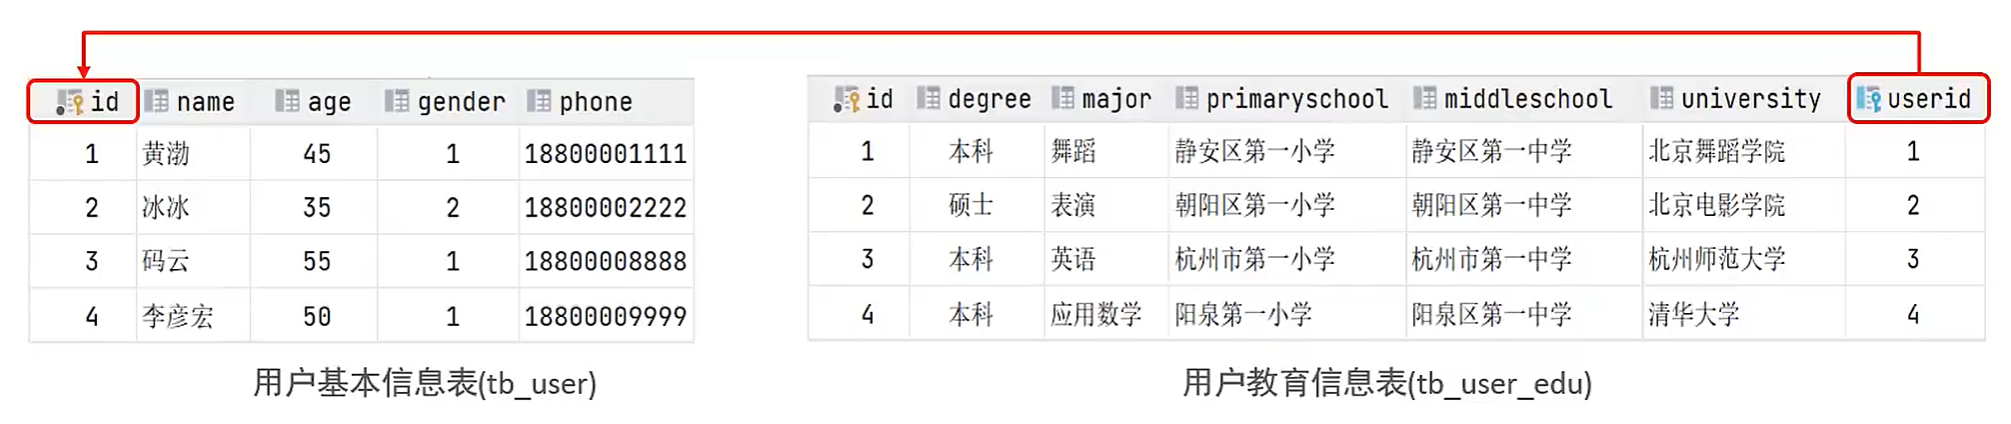 id name age gender phone
1 黄渤 45 1 18800001111
2 冰冰 35 2 18800002222
3 码云 55 1 18800008888
4 李彦宏 50 1 18800009999
用户基本信息表(tb_user)
id degree major primaryschool middleschool university userid
1 本科 舞蹈 静安区第一小学 静安区第一中学 北京舞蹈学院 1
2 硕士 表演 朝阳区第一小学 朝阳区第一中学 北京电影学院 2
3 本科 英语 杭州市第一小学 杭州市第一中学 杭州师范大学 3
4 本科 应用数学 阳泉第一小学 阳泉区第一中学 清华大学 4
用户教育信息表(tb_user_edu)